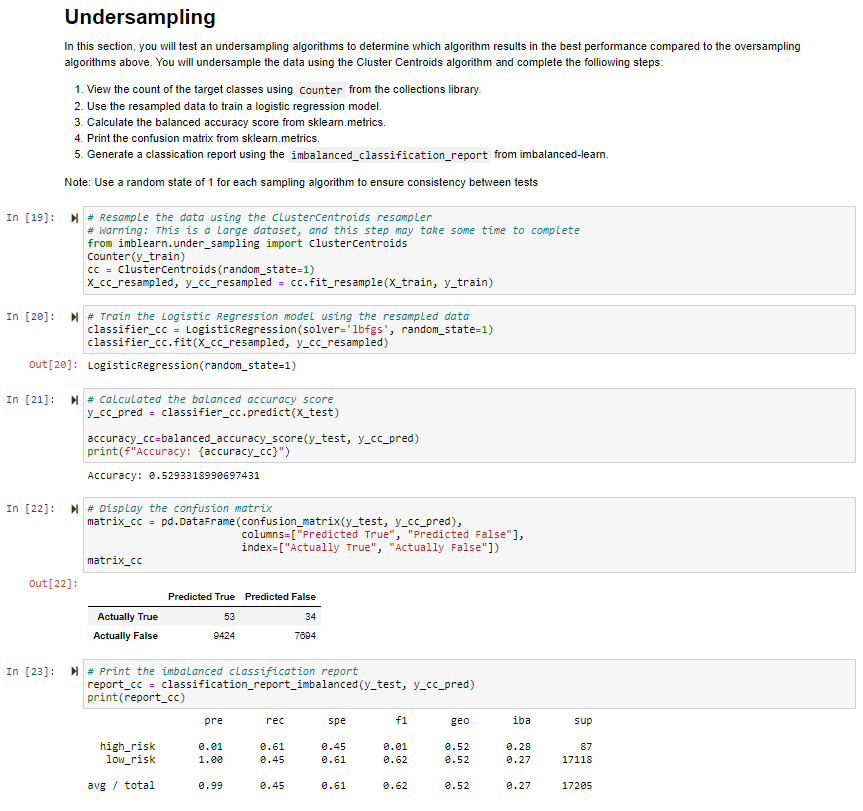 Undersampling
In this section, you will test an undersampling algorithms to determine which algorithm results in the best performance compared to the oversampling
algorithms above. You will undersample the data using the Cluster Centroids algorithm and complete the folliowing steps:
1. View the count of the target classes using Counter from the collections library.
2. Use the resampled data to train a logistic regression model.
3. Calculate the balanced accuracy score from sklearn.metrics.
4. Print the confusion matrix from sklearn.metrics.
5. Generate a classication report using the imbalanced_classification_report from imbalanced-learn.
Note: Use a random state of 1 for each sampling algorithm to ensure consistency between tests
In [19]: # Resample the data using the ClusterCentroids resampler
# Warning: This is a large dataset, and this step may take some time to complete
from imblearn.under_sampling import ClusterCentroids
Counter(y_train)
cc = ClusterCentroids(random_state=1)
X_cc_resampled, y_cc_resampled = cc.fit_resample(X_train, y_train)
In [20]: # Train the Logistic Regression model using the resampled data
classifier_cc = LogisticRegression(solver='lbfgs', random_state=1)
classifier_cc.fit(X_cc_resampled, y_cc_resampled)
Out[20]: LogisticRegression(random_state=1)
In [21]: # Calculated the balanced accuracy score
y_cc_pred = classifier_cc.predict(X_test)
accuracy_cc=balanced_accuracy_score(y_test, y_cc_pred)
print(f"Accuracy: {accuracy_cc}")
Accuracy: 0.5293318990697431
In [22]: # Display the confusion matrix
matrix_cc = pd.DataFrame(confusion_matrix(y_test, y_cc_pred),
columns=["Predicted True", "Predicted False"],
index=["Actually True", "Actually False"])
matrix_cc
Out[22]:
Predicted True Predicted False
Actually True 53 34
Actually False 9424 7694
In [23]: # Print the imbalanced classification report
report_cc = classification_report_imbalanced(y_test, y_cc_pred)
print(report_cc)
pre rec spe f1 geo iba sup
high_risk 0.01 0.61 0.45 0.01 0.52 0.28 87
low_risk 1.00 0.45 0.61 0.62 0.52 0.27 17118
avg / total 0.99 0.45 0.61 0.62 0.52 0.27 17205